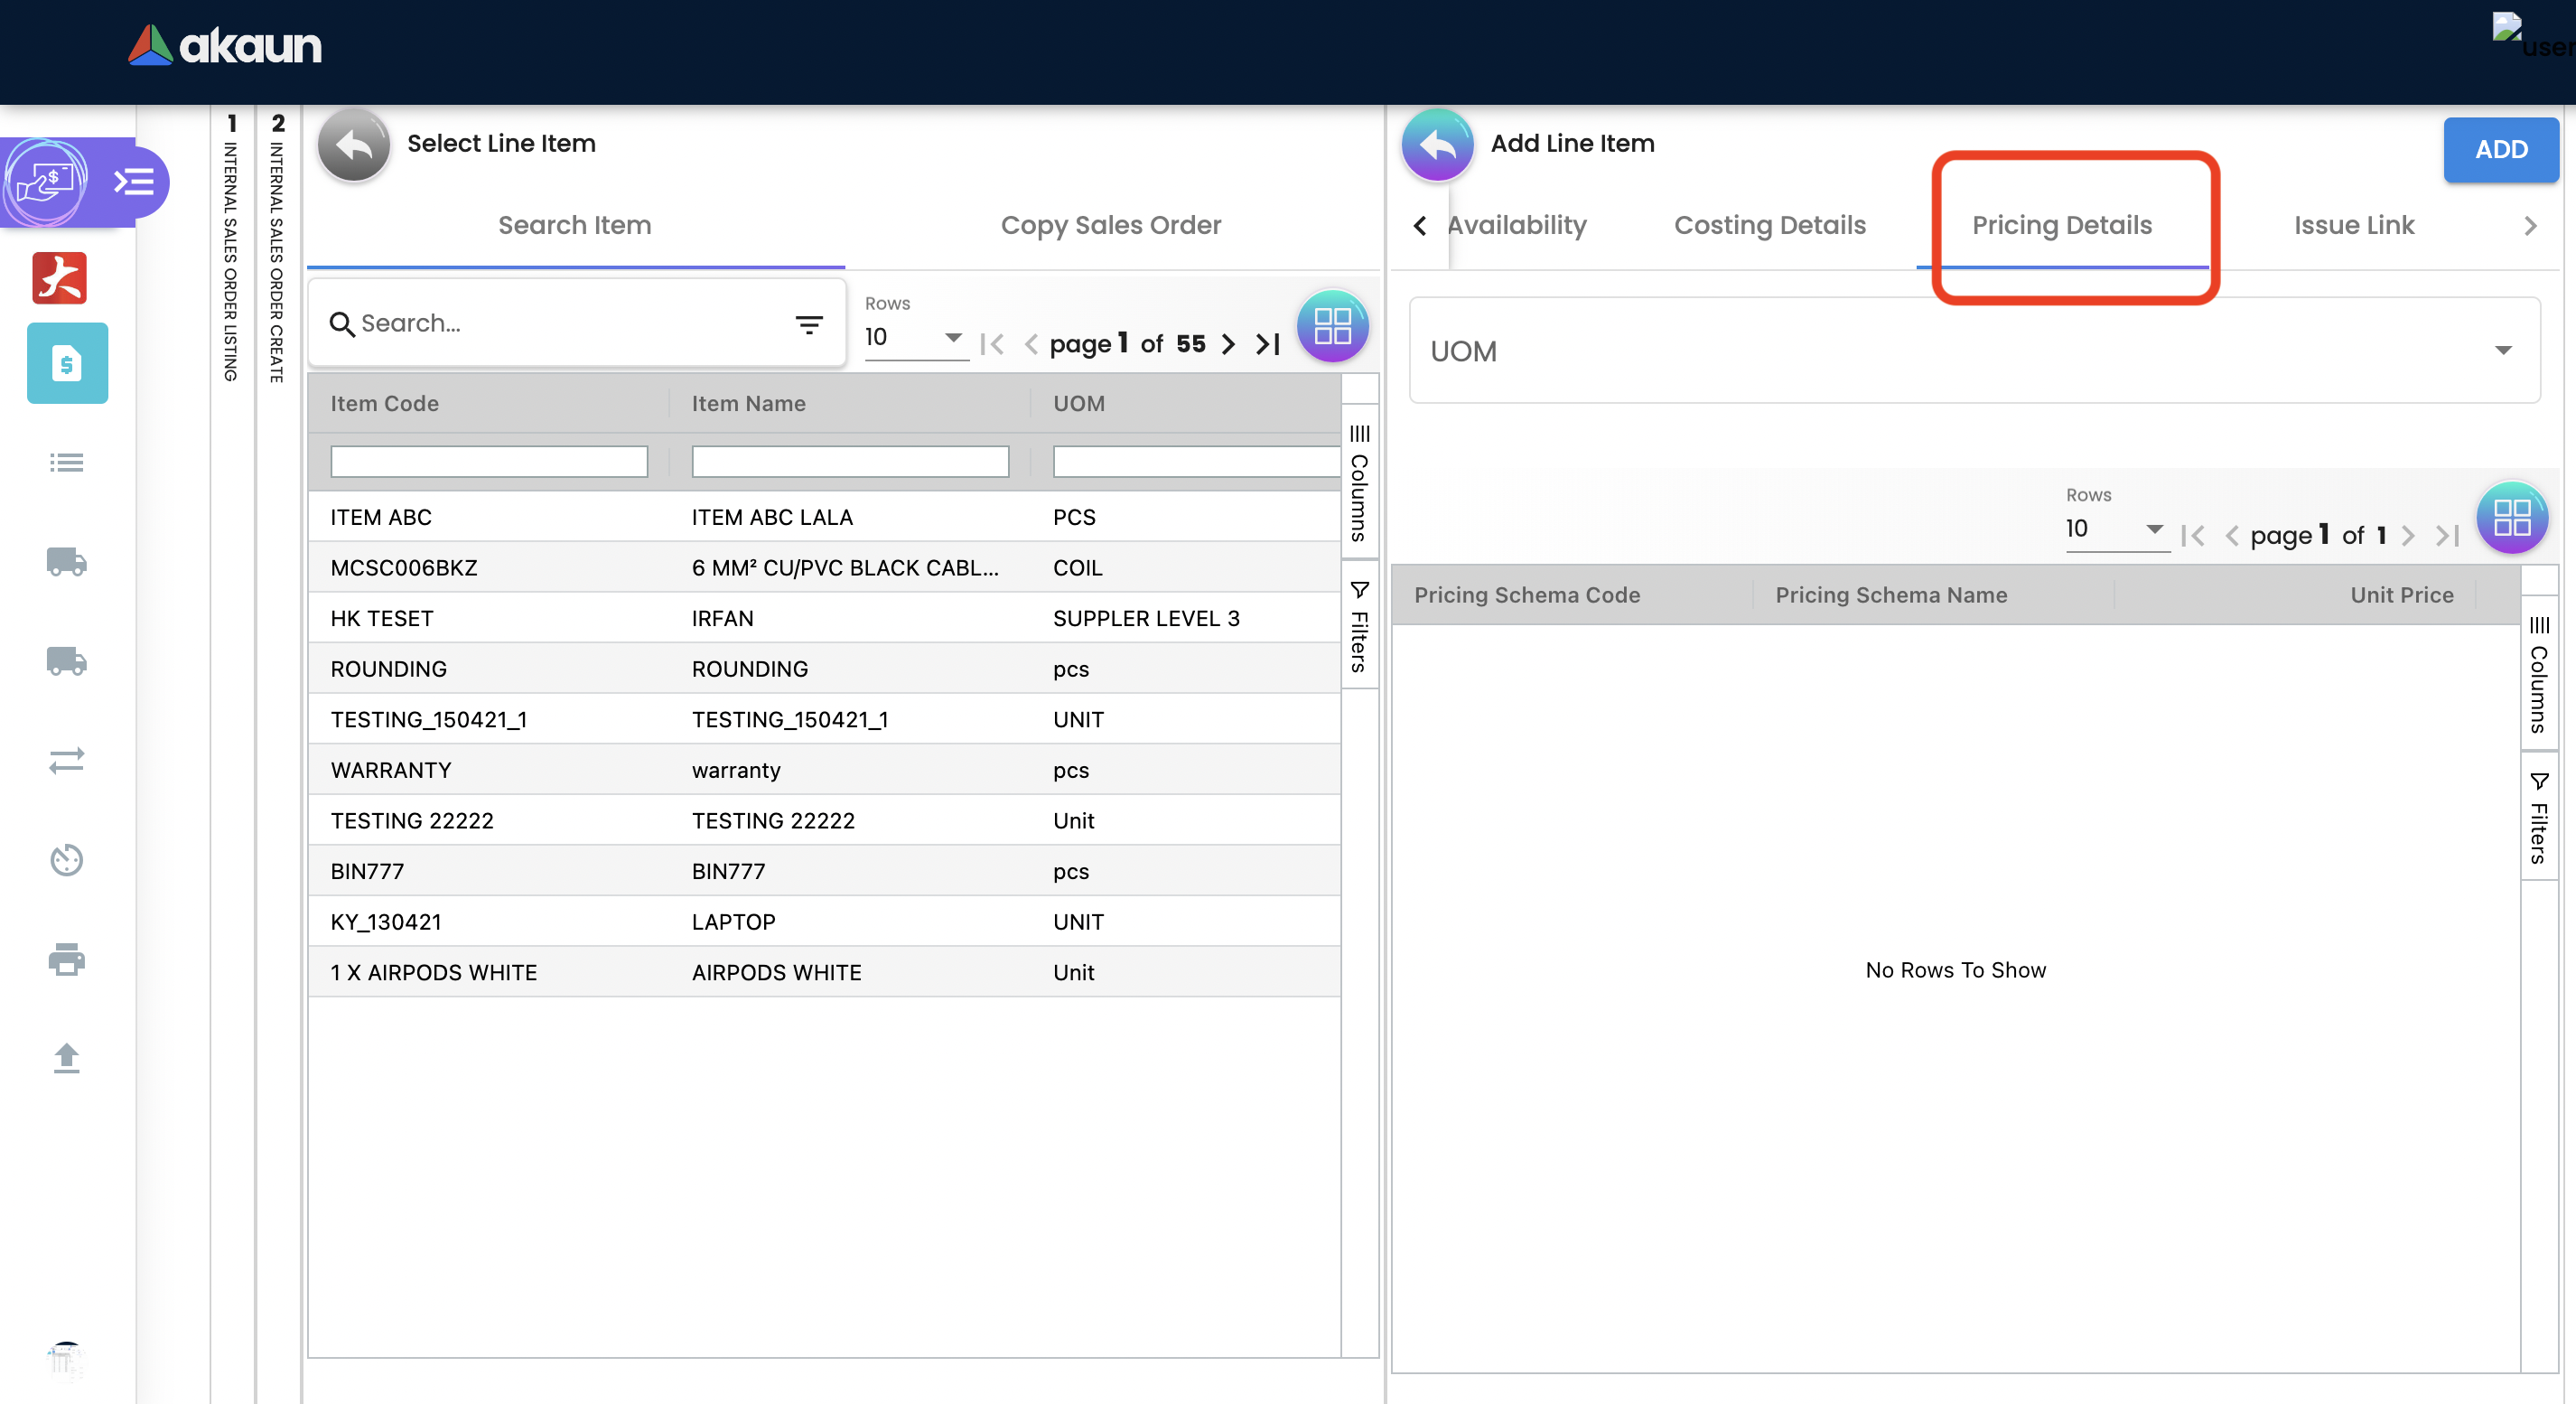 akaun
user
1 INTERNAL SALES ORDER LISTING
2 INTERNAL SALES ORDER CREATE
Select Line Item
Search Item
Copy Sales Order
Search...
Rows
10
page 1 of 55
Item Code
Item Name
UOM
ITEM ABC
ITEM ABC LALA
PCS
MCSC006BKZ
6 MM² CU/PVC BLACK CABL...
COIL
HK TESET
IRFAN
SUPPLER LEVEL 3
ROUNDING
ROUNDING
pcs
TESTING_150421_1
TESTING_150421_1
UNIT
WARRANTY
warranty
pcs
TESTING 22222
TESTING 22222
Unit
BIN777
BIN777
pcs
KY_130421
LAPTOP
UNIT
1 X AIRPODS WHITE
AIRPODS WHITE
Unit
Columns
Filters
Add Line Item
ADD
Availability
Costing Details
Pricing Details
Issue Link
UOM
Rows
10
page 1 of 1
Pricing Schema Code
Pricing Schema Name
Unit Price
No Rows To Show
Columns
Filters